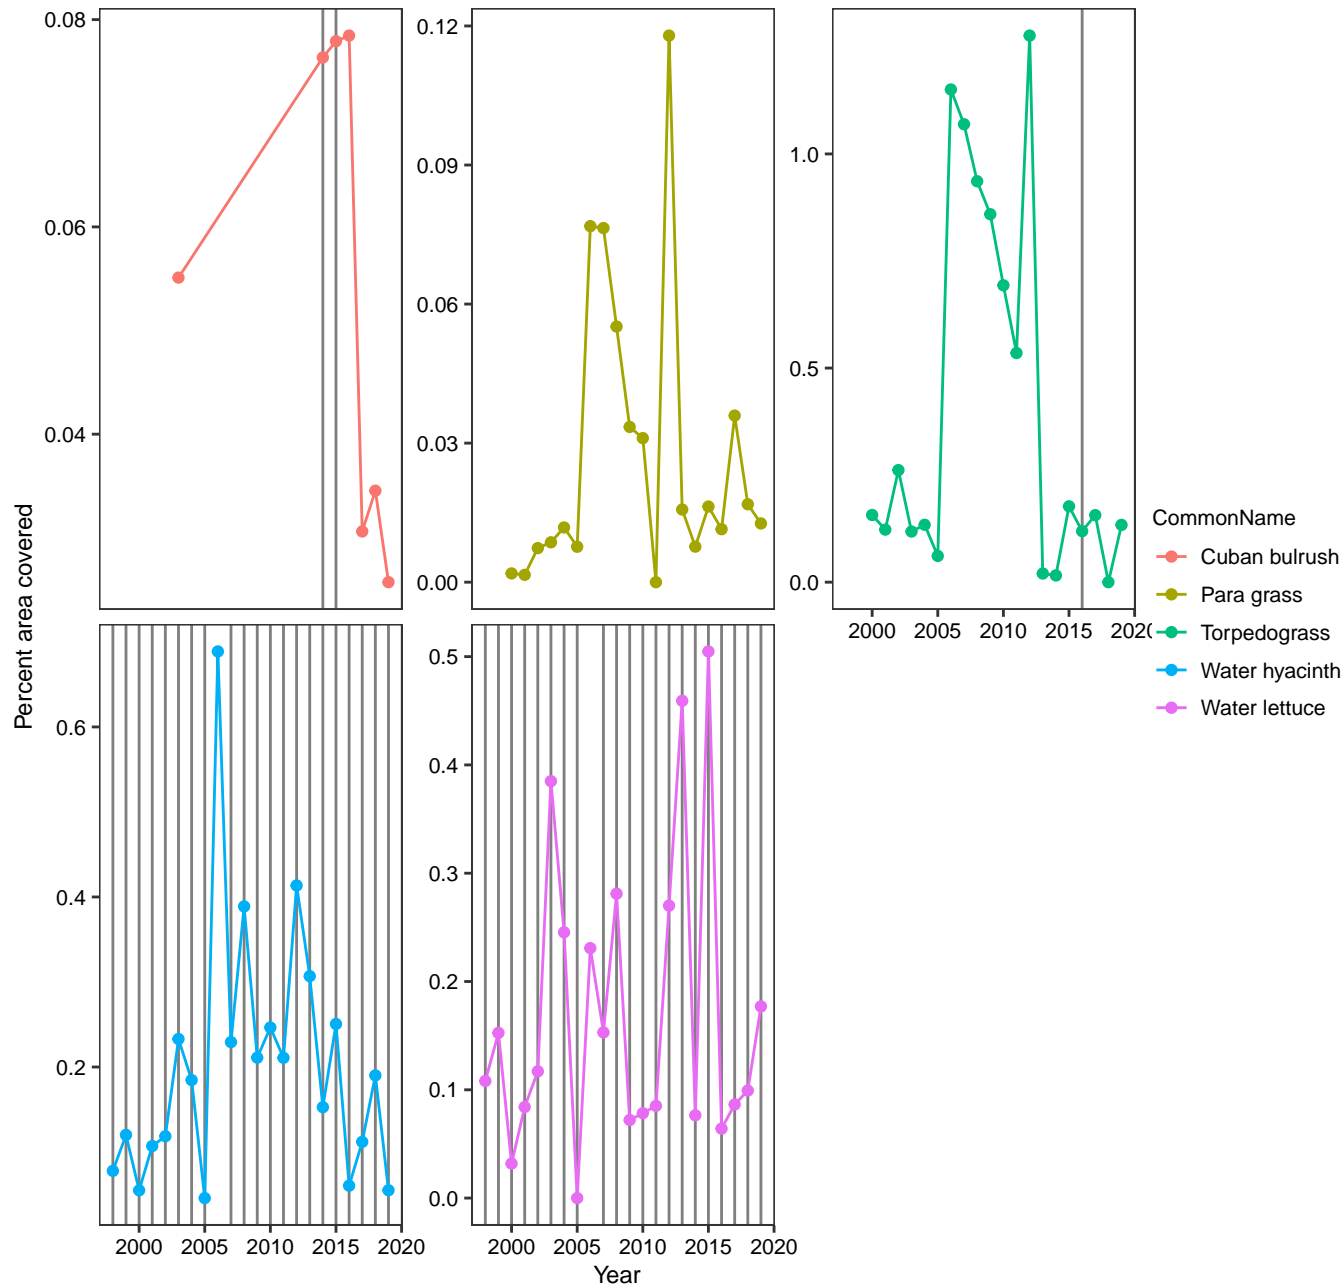 0.08
0.06
0.04
0.12
0.09
0.06
0.03
0.00
1.0
0.5
0.0
2000 2005 2010 2015 2020
Percent area covered
0.6
0.4
0.2
2000 2005 2010 2015 2020
0.5
0.4
0.3
0.2
0.1
0.0
2000 2005 2010 2015 2020
Year
CommonName
Cuban bulrush
Para grass
Torpedograss
Water hyacinth
Water lettuce